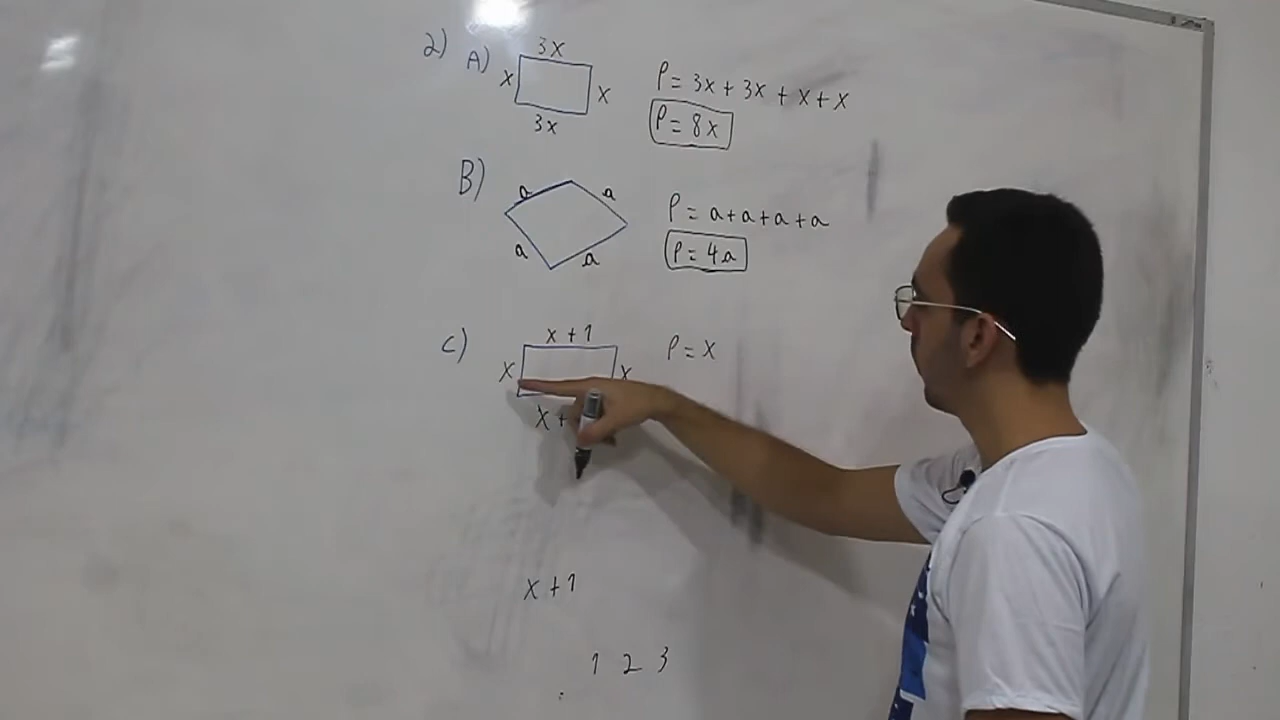 2) A) 3x
x
x
3x
P = 3x + 3x + x + x
P = 8x
B)
a
a
a
a
P = a + a + a + a
P = 4a
C)
x + 1
x
x
x +
P = x
x + 1
1 2 3